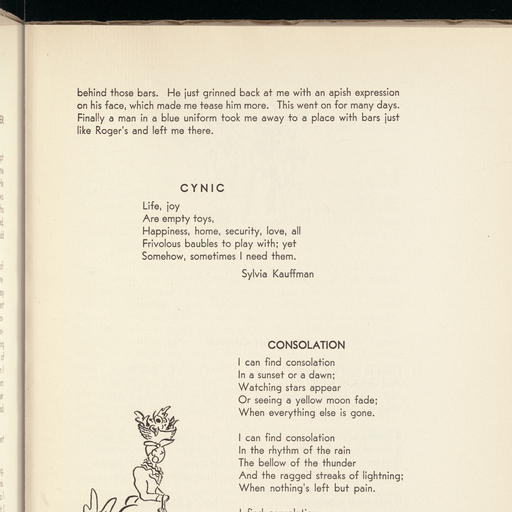 behind those bars. He just grinned back at me with an apish expression
on his face, which made me tease him more. This went on for many days.
Finally a man in a blue uniform took me away to a place with bars just
like Roger's and left me there.
CYNIC
Life, joy
Are empty toys,
Happiness, home, security, love, all
Frivolous baubles to play with; yet
Somehow, sometimes I need them.
Sylvia Kauffman
CONSOLATION
I can find consolation
In a sunset or a dawn;
Watching stars appear
Or seeing a yellow moon fade;
When everything else is gone.
I can find consolation
In the rhythm of the rain
The bellow of the thunder
And the ragged streaks of lightning;
When nothing's left but pain.